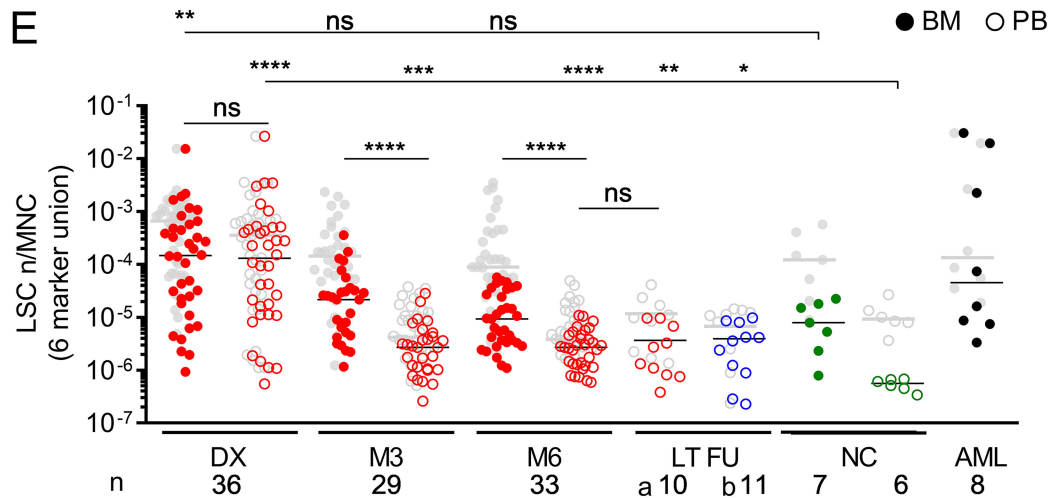 E
** ns ns
BM PB
**** *** **** ** *
ns
**** ****
ns
10-1
10-2
10-3
10-4
10-5
10-6
10-7
LSC n/MNC
(6 marker union)
DX M3 M6 LT FU NC AML
n 36 29 33 a 10 b 11 7 6 8